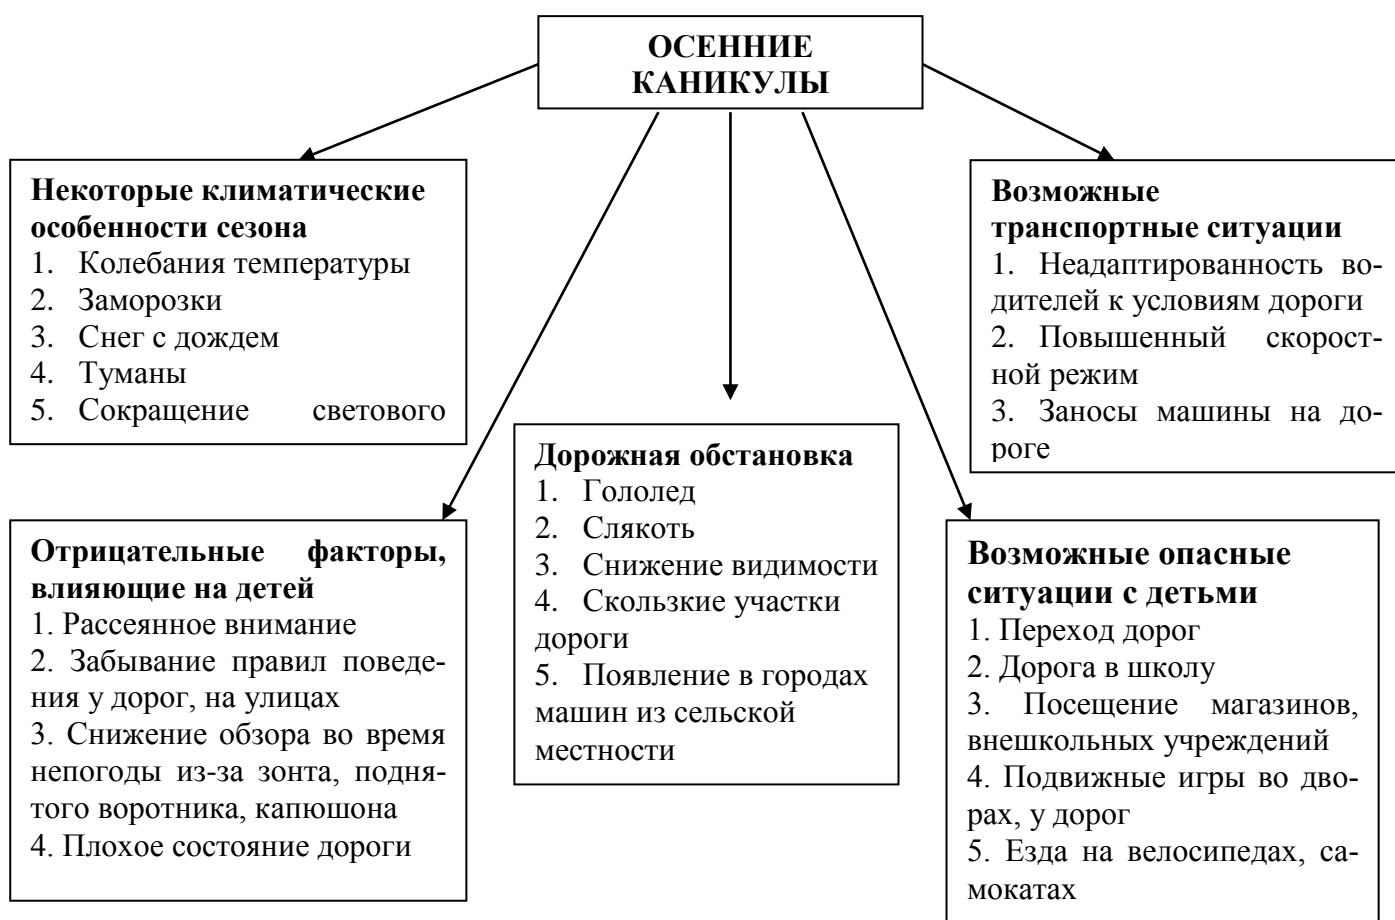 ОСЕННИЕ
КАНИКУЛЫ
Некоторые климатические
особенности сезона
1. Колебания температуры
2. Заморозки
3. Снег с дождем
4. Туманы
5. Сокращение светового
Возможные
транспортные ситуации
1. Неадаптированность во-
дителей к условиям дороги
2. Повышенный скорост-
ной режим
3. Заносы машины на до-
роге
Дорожная обстановка
1. Гололед
2. Слякоть
3. Снижение видимости
4. Скользкие участки
дороги
5. Появление в городах
машин из сельской
местности
Отрицательные факторы,
влияющие на детей
1. Рассеянное внимание
2. Забывание правил поведе-
ния у дорог, на улицах
3. Снижение обзора во время
непогоды из-за зонта, подня-
того воротника, капюшона
4. Плохое состояние дороги
Возможные опасные
ситуации с детьми
1. Переход дорог
2. Дорога в школу
3. Посещение магазинов,
внешкольных учреждений
4. Подвижные игры во дво-
рах, у дорог
5. Езда на велосипедах, са-
мокатах